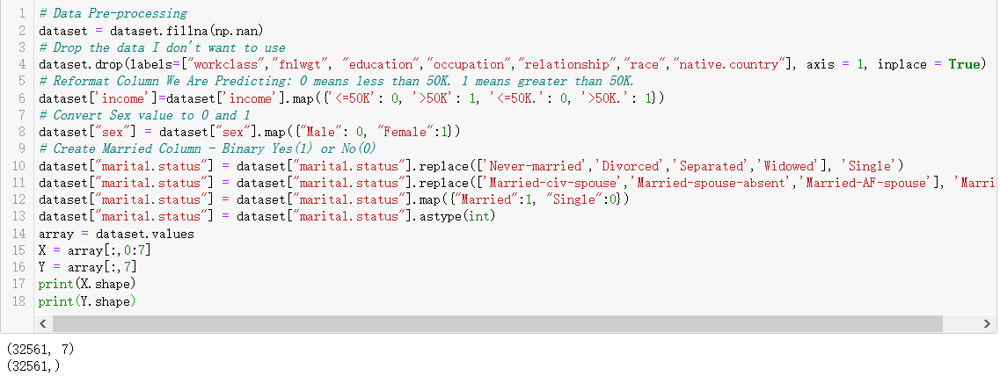 1 # Data Pre-processing
2 dataset = dataset.fillna(np.nan)
3 # Drop the data I don't want to use
4 dataset.drop(labels=["workclass","fnlwgt", "education","occupation","relationship","race","native.country"], axis = 1, inplace = True)
5 # Reformat Column We Are Predicting: 0 means less than 50K. 1 means greater than 50K.
6 dataset['income']=dataset['income'].map({'<=50K': 0, '>50K': 1, '<=50K.': 0, '>50K.': 1})
7 # Convert Sex value to 0 and 1
8 dataset["sex"] = dataset["sex"].map({"Male": 0, "Female":1})
9 # Create Married Column - Binary Yes(1) or No(0)
10 dataset["marital.status"] = dataset["marital.status"].replace(['Never-married','Divorced','Separated','Widowed'], 'Single')
11 dataset["marital.status"] = dataset["marital.status"].replace(['Married-civ-spouse','Married-spouse-absent','Married-AF-spouse'], 'Marri
12 dataset["marital.status"] = dataset["marital.status"].map({"Married":1, "Single":0})
13 dataset["marital.status"] = dataset["marital.status"].astype(int)
14 array = dataset.values
15 X = array[:,0:7]
16 Y = array[:,7]
17 print(X.shape)
18 print(Y.shape)
(32561, 7)
(32561,)